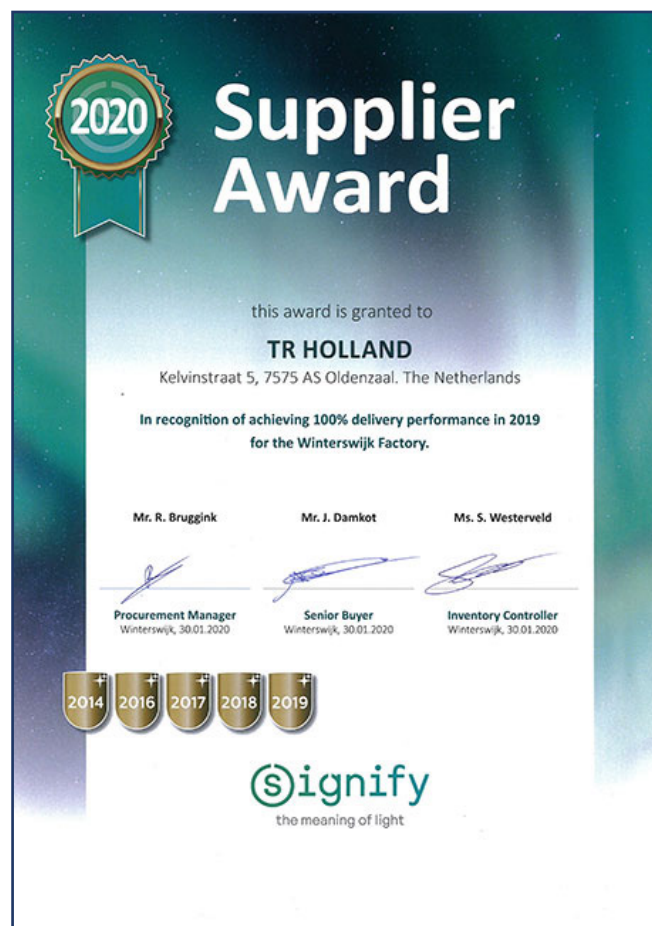 2020
Supplier
Award
this award is granted to
TR HOLLAND
Kelvinstraat 5, 7575 AS Oldenzaal. The Netherlands
In recognition of achieving 100% delivery performance in 2019
for the Winterswijk Factory.
Mr. R. Bruggink Mr. J. Damkot Ms. S. Westerveld
Procurement Manager Senior Buyer Inventory Controller
Winterswijk, 30.01.2020 Winterswijk, 30.01.2020 Winterswijk, 30.01.2020
2014 2016 2017 2018 2019
signify
the meaning of light